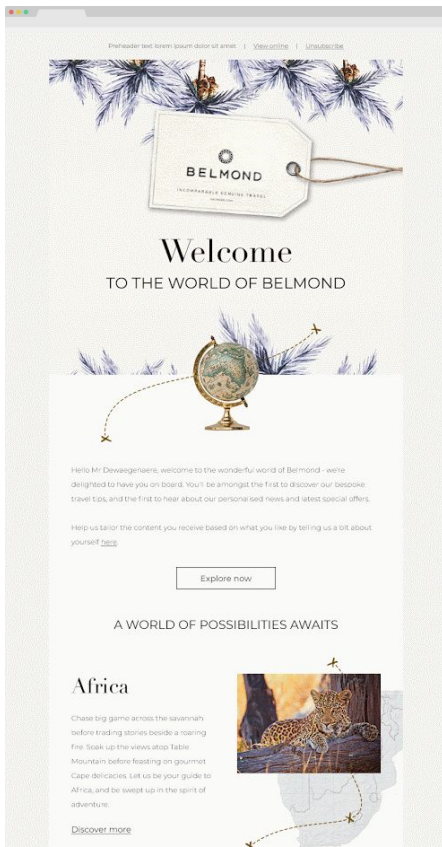 Preheader text lorem ipsum dolor sit amet | View online | Unsubscribe
BELMOND
INCOMPARABLE GENUINE TRAVEL
Welcome
TO THE WORLD OF BELMOND
Hello Mr Dewaegenaere, welcome to the wonderful world of Belmond - we're
delighted to have you on board. You'll be amongst the first to discover our bespoke
travel tips, and the first to hear about our personalised news and latest special offers.
Help us tailor the content you receive based on what you like by telling us a bit about
yourself here.
Explore now
A WORLD OF POSSIBILITIES AWAITS
Africa
Chase big game across the savannah
before trading stories beside a roaring
fire. Soak up the views atop Table
Mountain before feasting on gourmet
Cape delicacies. Let us be your guide to
Africa, and be swept up in the spirit of
adventure.
Discover more